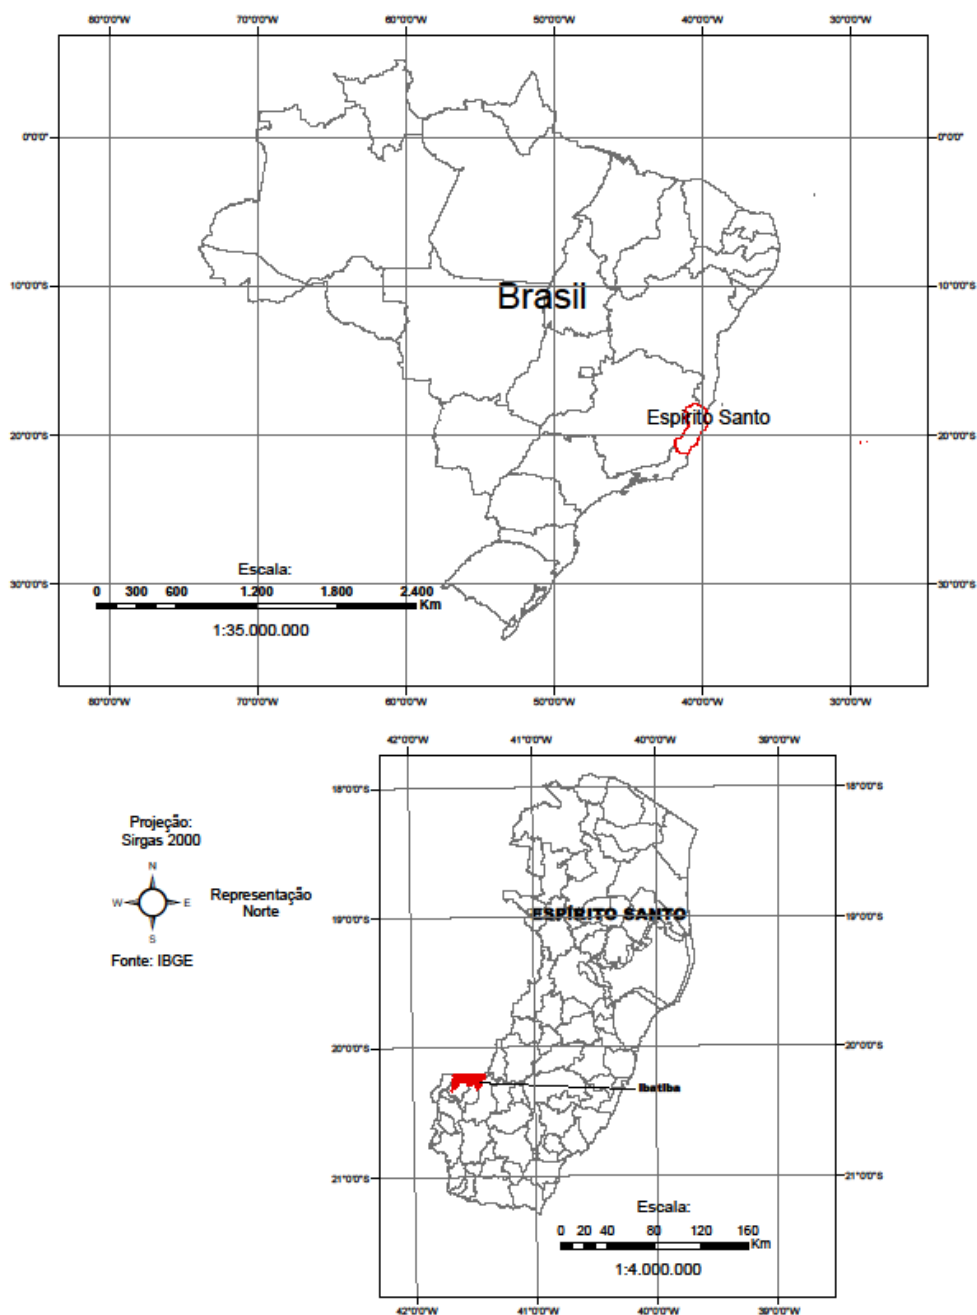 80°0'0"W 70°0'0"W 60°0'0"W 50°0'0"W 40°0'0"W 30°0'0"W
0°0'0" 0°0'0"
Brasil
10°0'0"S 10°0'0"S
Espírito Santo
20°0'0"S 20°0'0"S
Escala:
30°0'0"S 30°0'0"S
0 300 600 1.200 1.800 2.400
Km
1:35.000.000
80°0'0"W 70°0'0"W 60°0'0"W 50°0'0"W 40°0'0"W 30°0'0"W
42°0'0"W 41°0'0"W 40°0'0"W 39°0'0"W
18°0'0"S 18°0'0"S
Projeção:
Sirgas 2000
N
W E
S
Representação
Norte
Fonte: IBGE
ESPÍRITO SANTO
19°0'0"S 19°0'0"S
20°0'0"S 20°0'0"S
Ibatiba
21°0'0"S 21°0'0"S
Escala:
0 20 40 80 120 160
Km
1:4.000.000
42°0'0"W 41°0'0"W 40°0'0"W 39°0'0"W